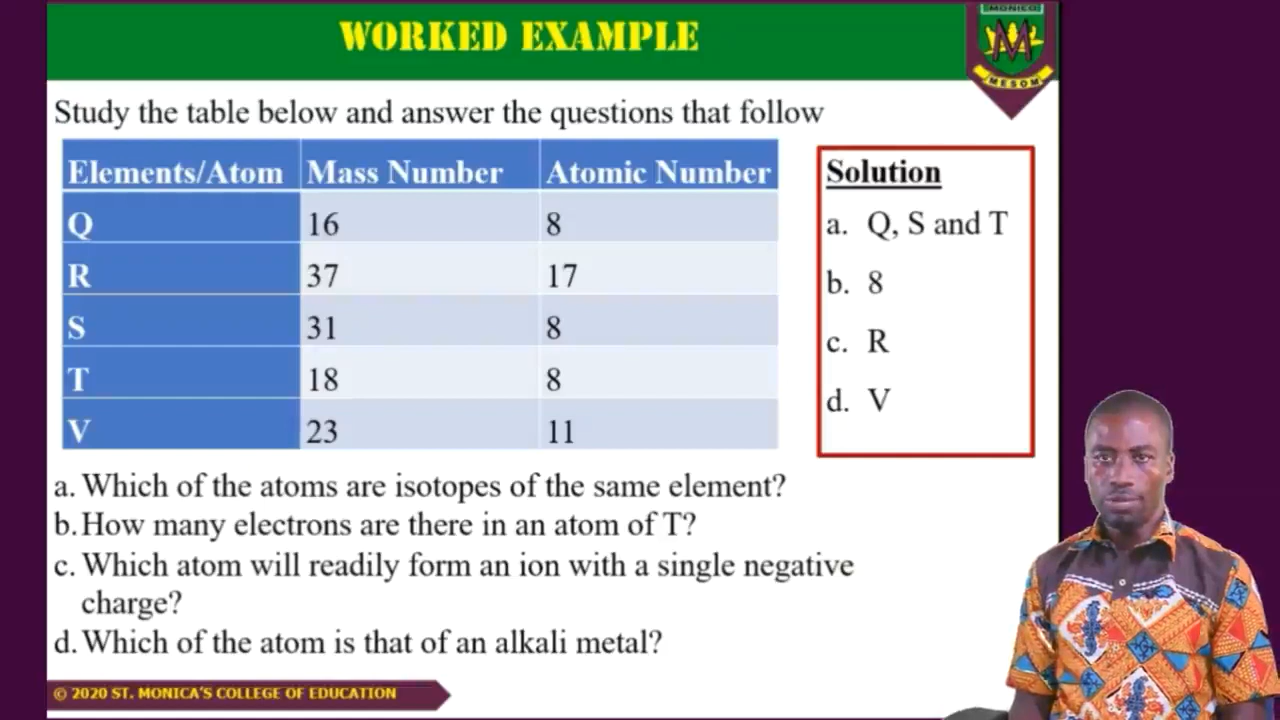 WORKED EXAMPLE
MONICO
M
MESOM
Study the table below and answer the questions that follow
Elements/Atom Mass Number Atomic Number
Q 16 8
R 37 17
S 31 8
T 18 8
V 23 11
Solution
a. Q, S and T
b. 8
c. R
d. V
a. Which of the atoms are isotopes of the same element?
b. How many electrons are there in an atom of T?
c. Which atom will readily form an ion with a single negative
charge?
d. Which of the atom is that of an alkali metal?
© 2020 ST. MONICA'S COLLEGE OF EDUCATION